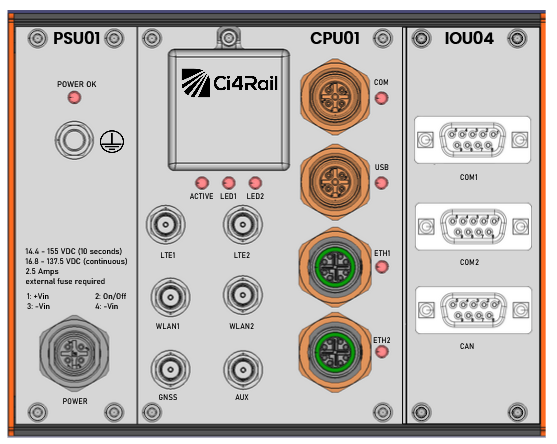 PSU01
CPU01
IOU04
POWER OK
Ci4Rail
COM
USB
ACTIVE LED1 LED2
COM1
LTE1 LTE2
ETH1
COM2
14.4 - 155 VDC (10 seconds)
16.8 - 137.5 VDC (continuous)
2.5 Amps
external fuse required
1: +Vin 2: On/Off
3: -Vin 4: -Vin
WLAN1 WLAN2
ETH2
CAN
POWER
GNSS AUX